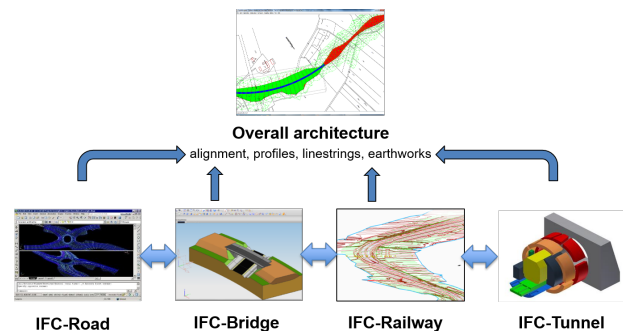 Overall architecture
alignment, profiles, linestrings, earthworks
IFC-Road
IFC-Bridge
IFC-Railway
IFC-Tunnel